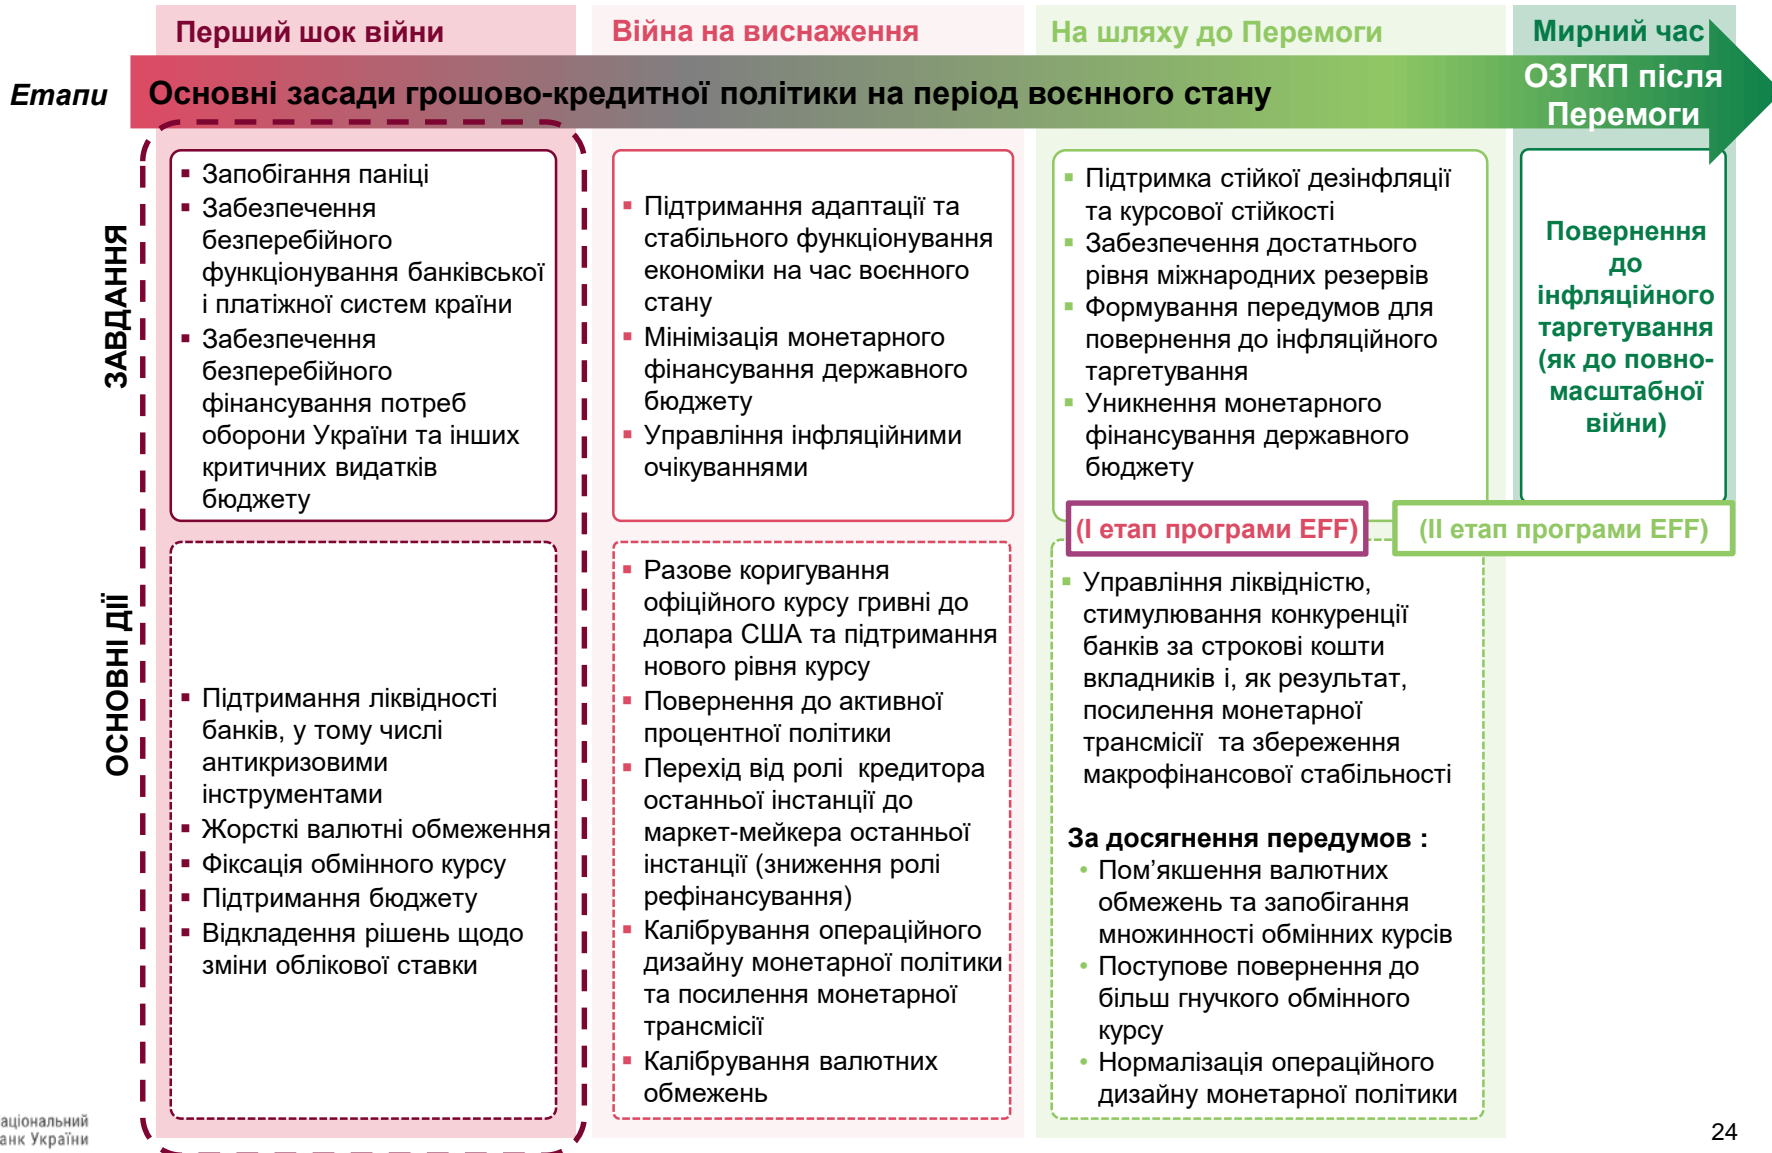 Перший шок війни
Війна на виснаження
На шляху до Перемоги
Мирний час
Етапи
Основні засади грошово-кредитної політики на період воєнного стану
ОЗГКП після
Перемоги
ЗАВДАННЯ
▪ Запобігання паніці
▪ Забезпечення
безперебійного
функціонування банківської
і платіжної систем країни
▪ Забезпечення
безперебійного
фінансування потреб
оборони України та інших
критичних видатків
бюджету
▪ Підтримання адаптації та
стабільного функціонування
економіки на час воєнного
стану
▪ Мінімізація монетарного
фінансування державного
бюджету
▪ Управління інфляційними
очікуваннями
▪ Підтримка стійкої дезінфляції
та курсової стійкості
▪ Забезпечення достатнього
рівня міжнародних резервів
▪ Формування передумов для
повернення до інфляційного
таргетування
▪ Уникнення монетарного
фінансування державного
бюджету
Повернення
до
інфляційного
таргетування
(як до повно-
масштабної
війни)
(І етап програми EFF)
(ІІ етап програми EFF)
ОСНОВНІ ДІЇ
▪ Підтримання ліквідності
банків, у тому числі
антикризовими
інструментами
▪ Жорсткі валютні обмеження
▪ Фіксація обмінного курсу
▪ Підтримання бюджету
▪ Відкладення рішень щодо
зміни облікової ставки
▪ Разове коригування
офіційного курсу гривні до
долара США та підтримання
нового рівня курсу
▪ Повернення до активної
процентної політики
▪ Перехід від ролі кредитора
останньої інстанції до
маркет-мейкера останньої
інстанції (зниження ролі
рефінансування)
▪ Калібрування операційного
дизайну монетарної політики
та посилення монетарної
трансмісії
▪ Калібрування валютних
обмежень
▪ Управління ліквідністю,
стимулювання конкуренції
банків за строкові кошти
вкладників і, як результат,
посилення монетарної
трансмісії та збереження
макрофінансової стабільності
За досягнення передумов :
• Пом’якшення валютних
обмежень та запобігання
множинності обмінних курсів
• Поступове повернення до
більш гнучкого обмінного
курсу
• Нормалізація операційного
дизайну монетарної політики
аціональний
анк України
24